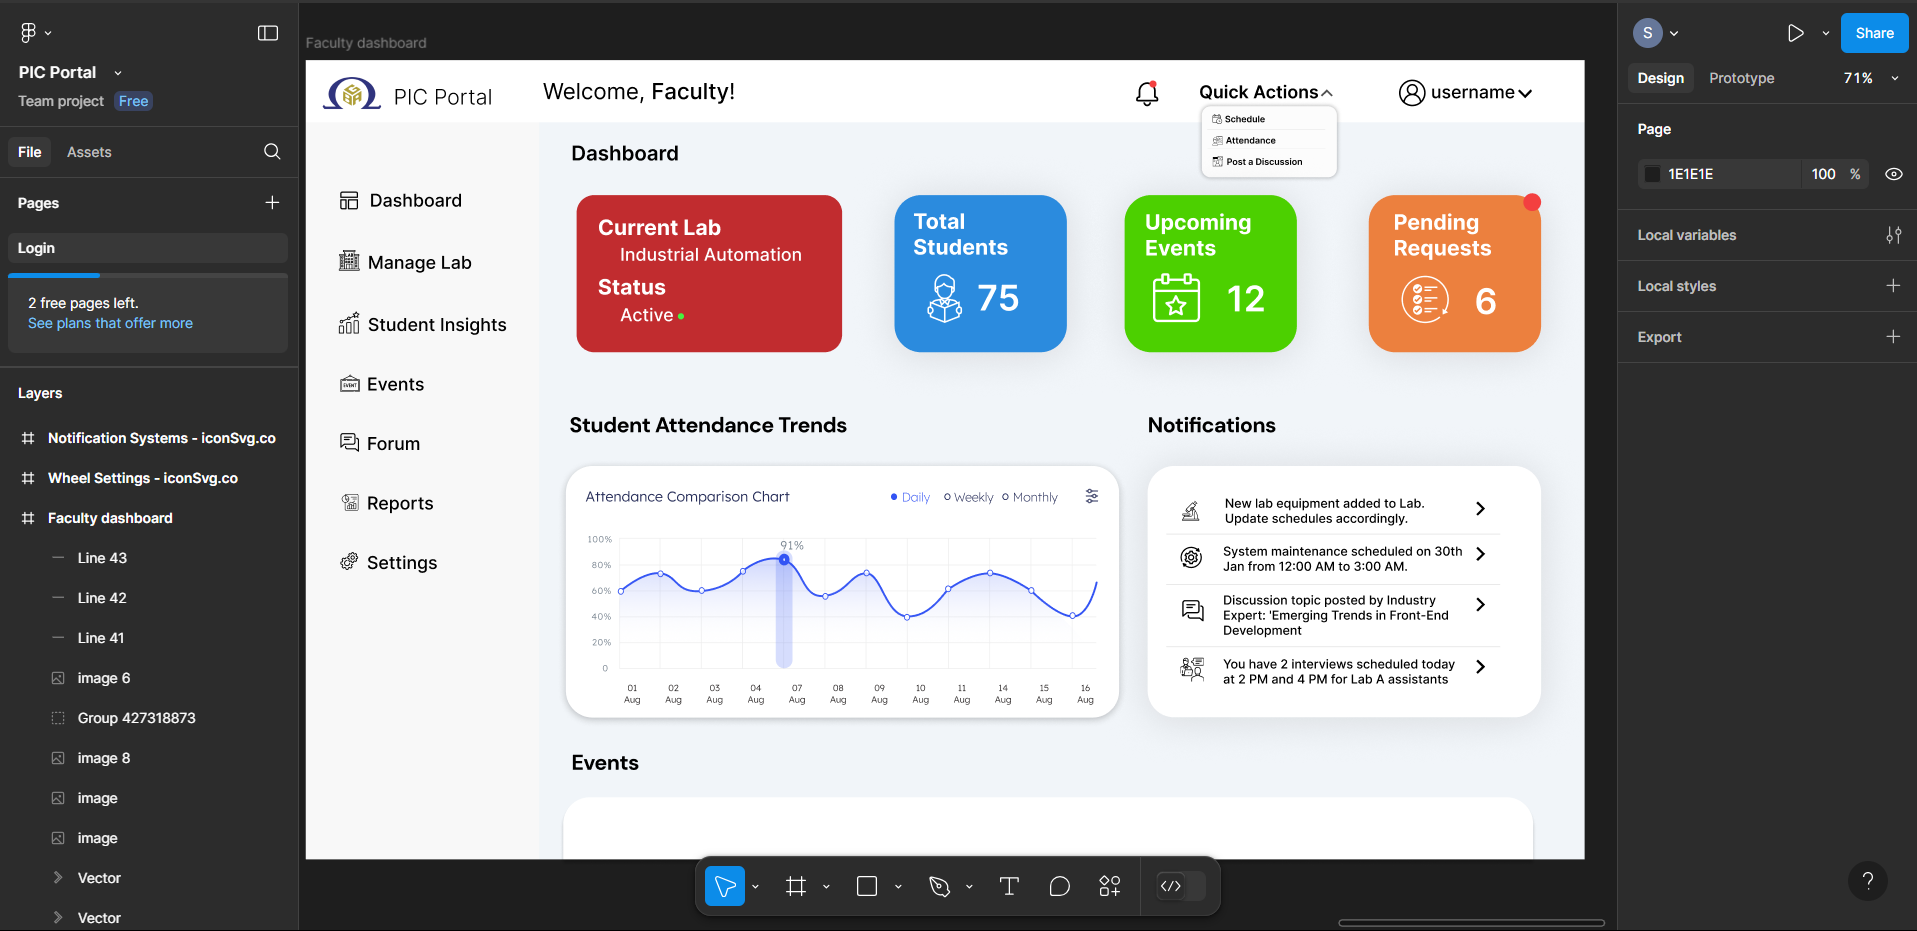 PIC Portal
Team project Free
File Assets
Pages
Login
2 free pages left.
See plans that offer more
Layers
Notification Systems - iconSvg.co
Wheel Settings - iconSvg.co
Faculty dashboard
Line 43
Line 42
Line 41
image 6
Group 427318873
image 8
image
image
Vector
Vector
Faculty dashboard
PIC Portal
Welcome, Faculty!
Quick Actions
username
Schedule
Attendance
Post a Discussion
Dashboard
Manage Lab
Student Insights
Events
Forum
Reports
Settings
Dashboard
Current Lab
Industrial Automation
Status
Active
Total
Students
75
Upcoming
Events
12
Pending
Requests
6
Student Attendance Trends
Attendance Comparison Chart
Daily Weekly Monthly
91%
100%
80%
60%
40%
20%
0
01 02 03 04 07 08 09 10 11 14 15 16
Aug Aug Aug Aug Aug Aug Aug Aug Aug Aug Aug Aug
Notifications
New lab equipment added to Lab.
Update schedules accordingly.
System maintenance scheduled on 30th
Jan from 12:00 AM to 3:00 AM.
Discussion topic posted by Industry
Expert: 'Emerging Trends in Front-End
Development
You have 2 interviews scheduled today
at 2 PM and 4 PM for Lab A assistants
Events
S
Share
Design Prototype 71%
Page
1E1E1E 100 %
Local variables
Local styles
Export
?